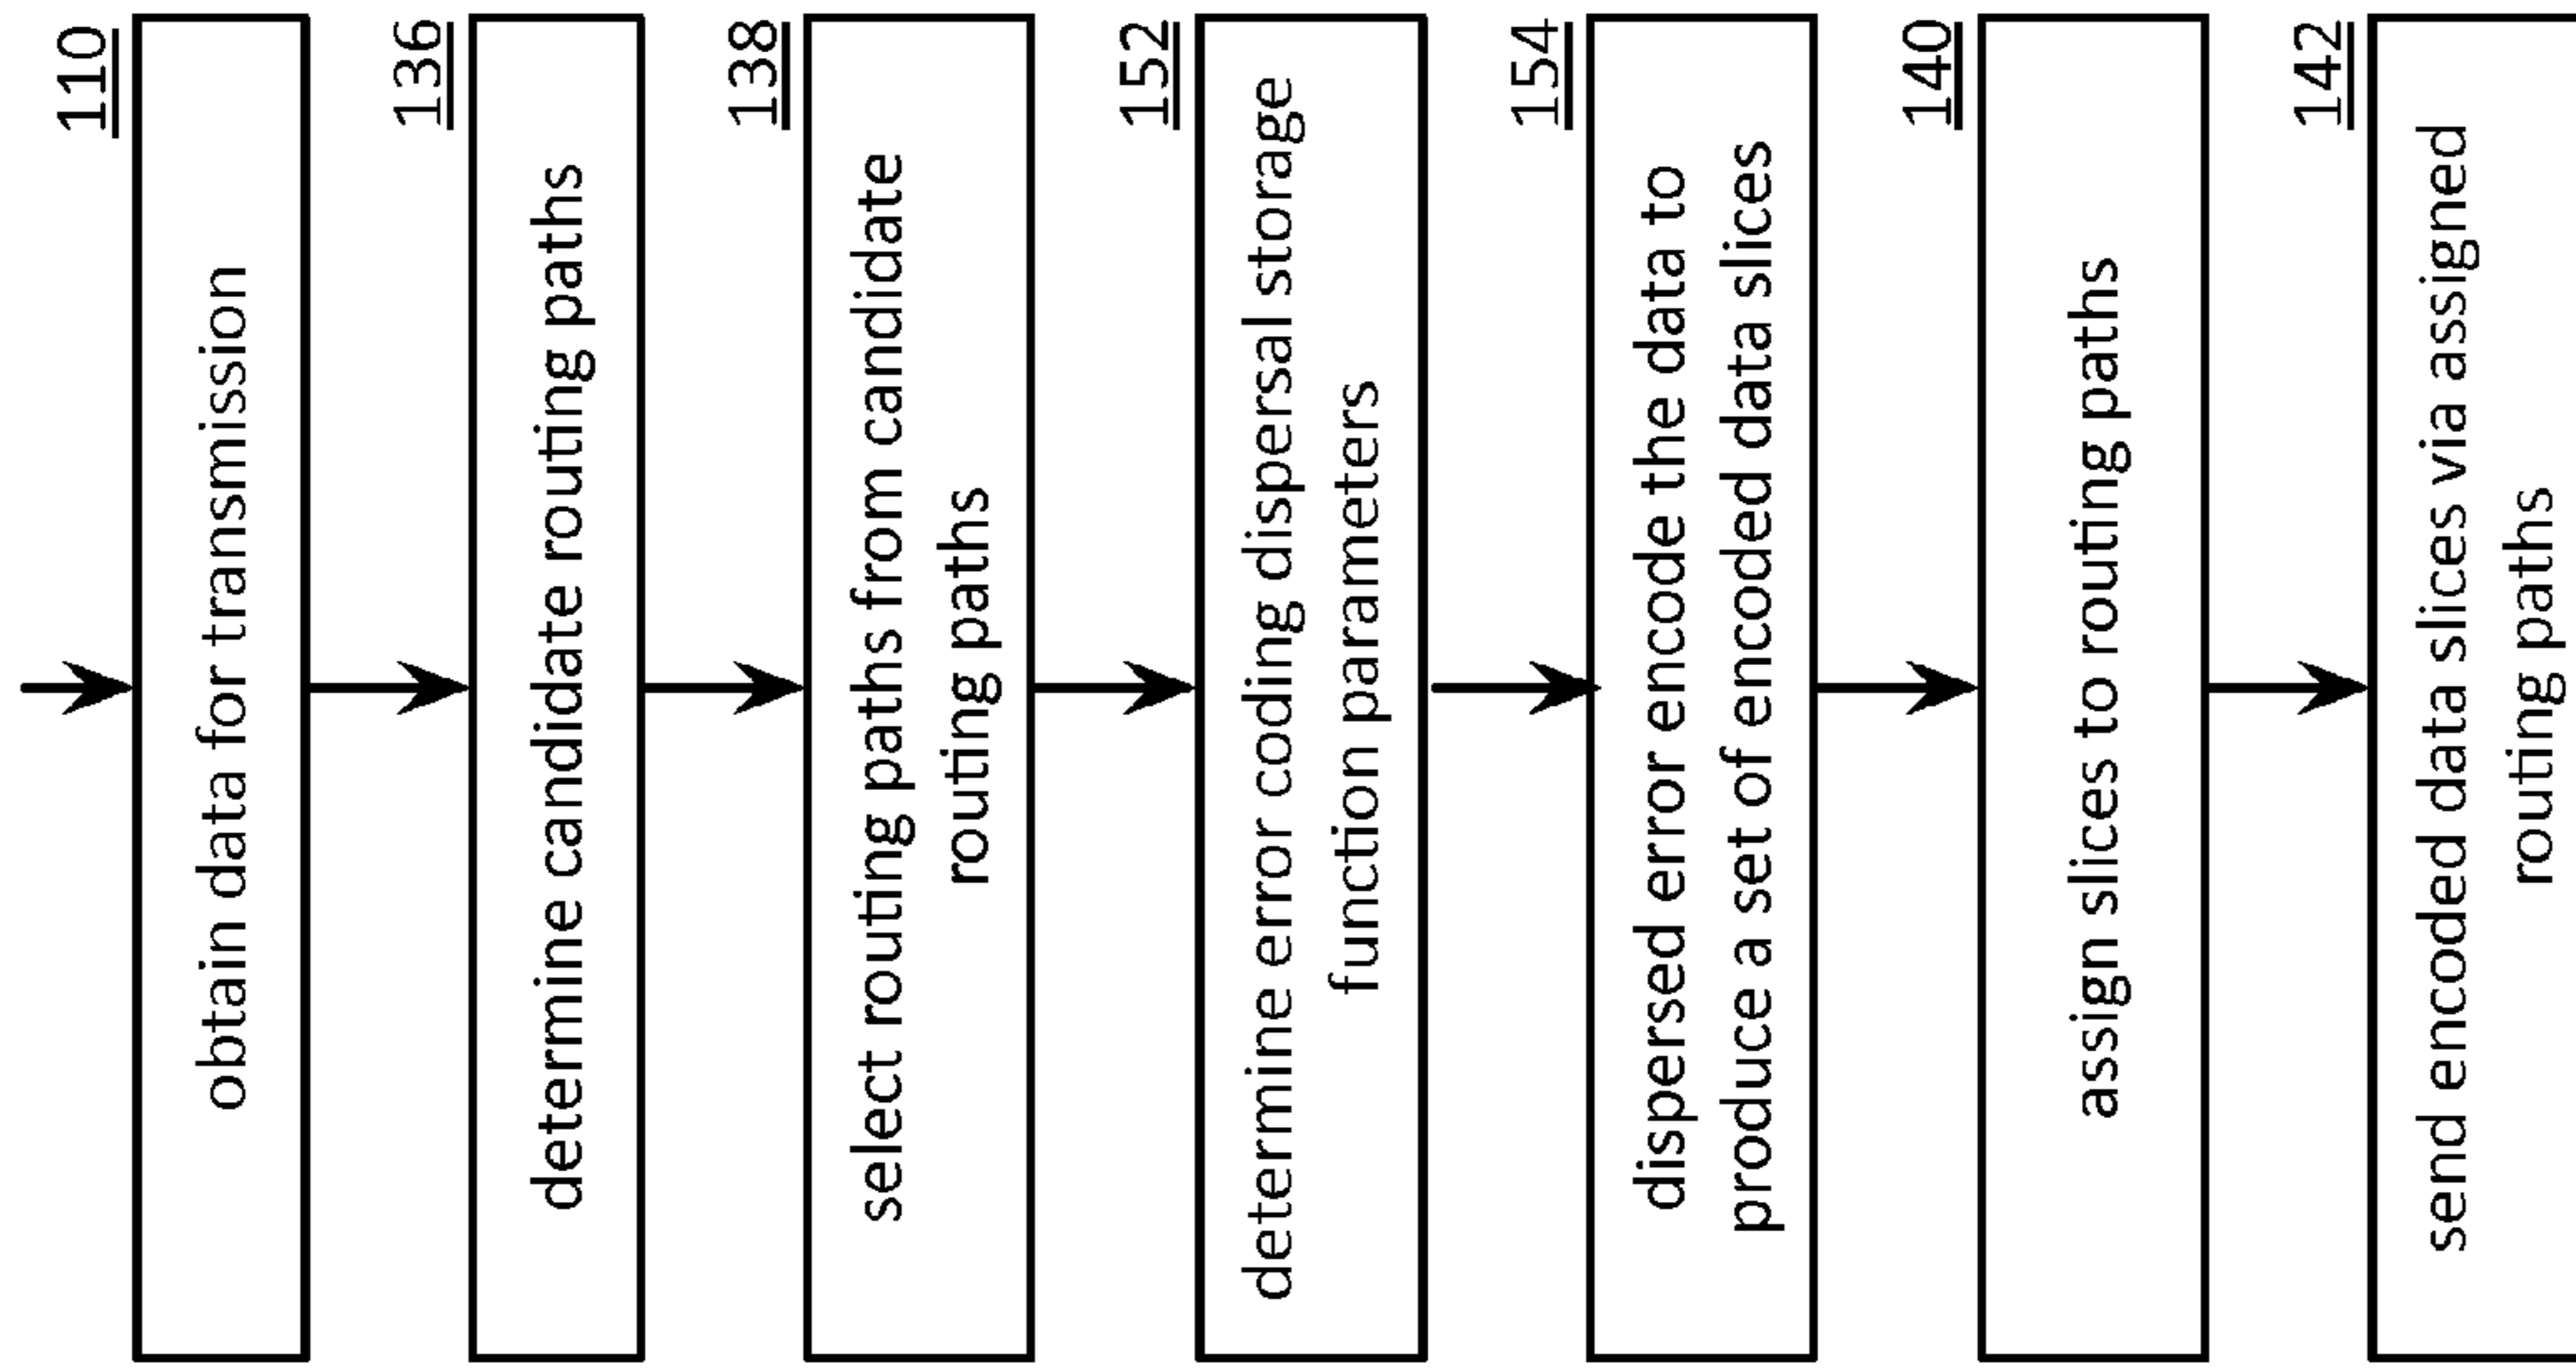 110
obtain data for transmission
136
determine candidate routing paths
138
select routing paths from candidate
routing paths
152
determine error coding dispersal storage
function parameters
154
dispersed error encode the data to
produce a set of encoded data slices
140
assign slices to routing paths
142
send encoded data slices via assigned
routing paths